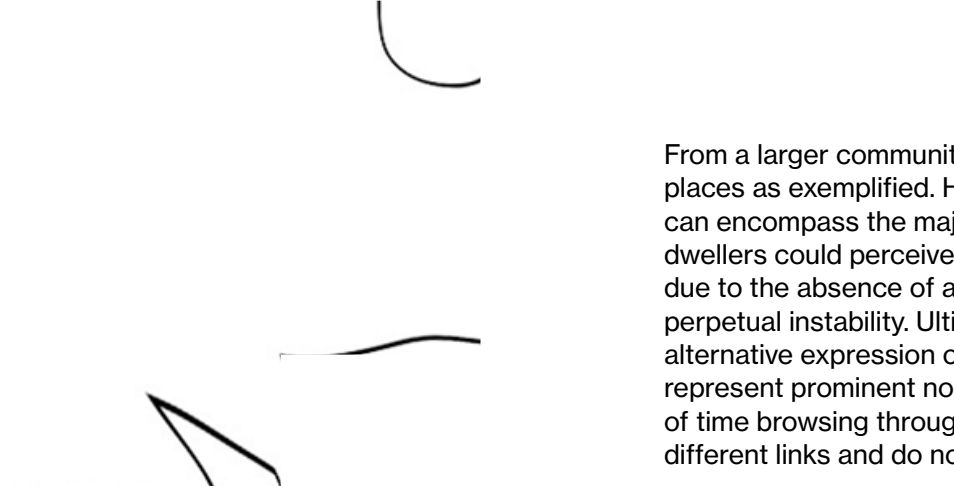 From a larger communit
places as exemplified. H
can encompass the maj
dwellers could perceive
due to the absence of a
perpetual instability. Ulti
alternative expression o
represent prominent no
of time browsing throug
different links and do no